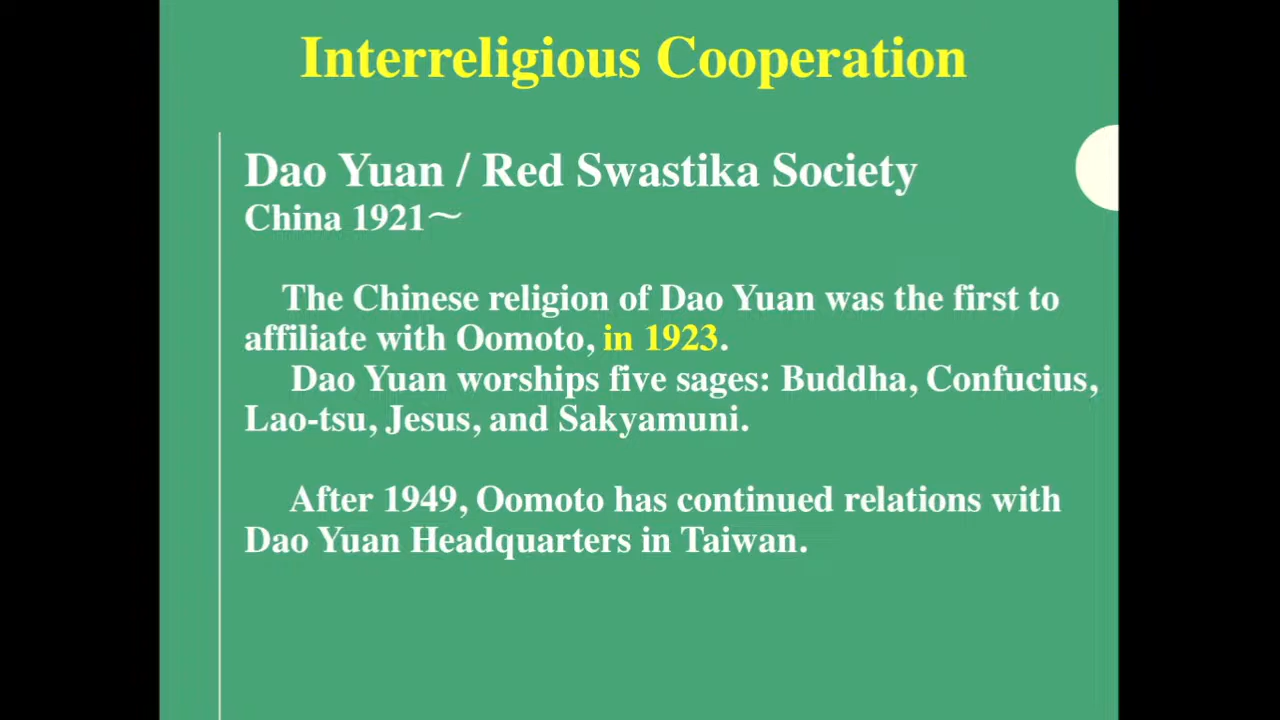 Interreligious Cooperation
Dao Yuan / Red Swastika Society
China 1921～
The Chinese religion of Dao Yuan was the first to
affiliate with Oomoto, in 1923.
Dao Yuan worships five sages: Buddha, Confucius,
Lao-tsu, Jesus, and Sakyamuni.
After 1949, Oomoto has continued relations with
Dao Yuan Headquarters in Taiwan.